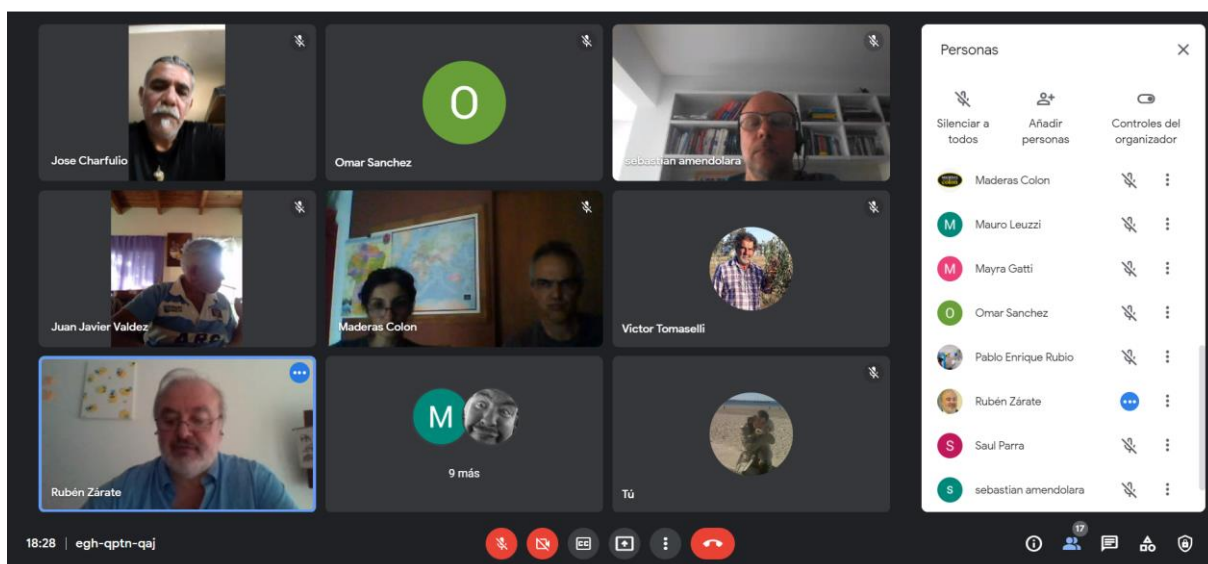 Jose Charfulio
O
Omar Sanchez
sebastian amendolara
Juan Javier Valdez
Maderas Colon
Victor Tomaselli
Rubén Zárate
M
9 más
Tú
18:28 | egh-qptn-qaj
Personas
Silenciar a
todos
Añadir
personas
Controles del
organizador
Maderas Colon
M
Mauro Leuzzi
M
Mayra Gatti
O
Omar Sanchez
Pablo Enrique Rubio
Rubén Zárate
S
Saul Parra
s
sebastian amendolara
17